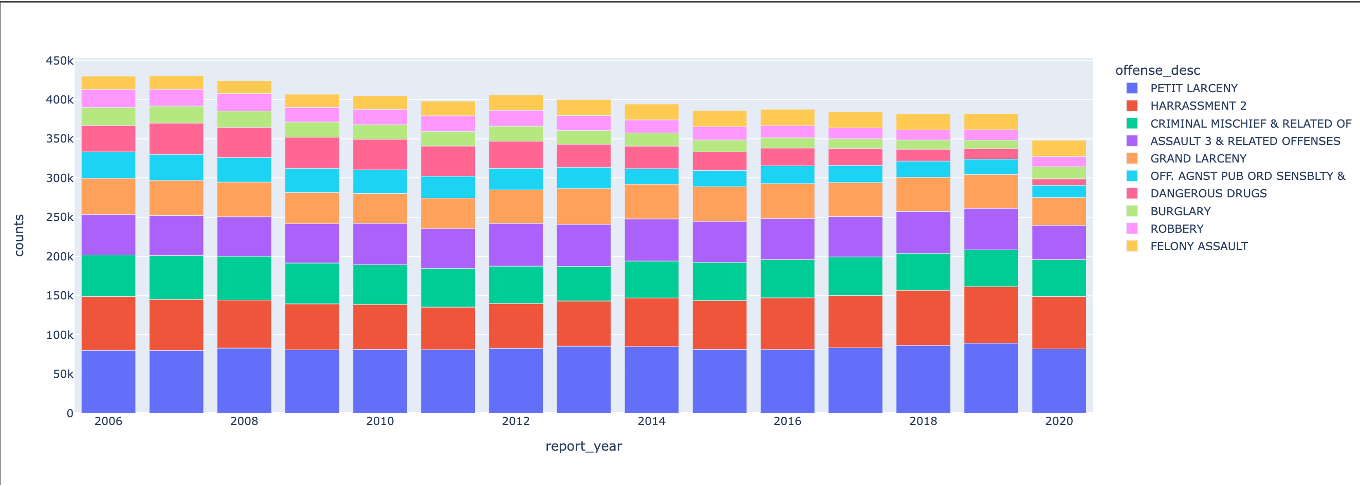 offense_desc
PETIT LARCENY
HARRASSMENT 2
CRIMINAL MISCHIEF & RELATED OF
ASSAULT 3 & RELATED OFFENSES
GRAND LARCENY
OFF. AGNST PUB ORD SENSBLTY &
DANGEROUS DRUGS
BURGLARY
ROBBERY
FELONY ASSAULT
450k
400k
350k
300k
250k
200k
150k
100k
50k
0
counts
2006 2008 2010 2012 2014 2016 2018 2020
report_year